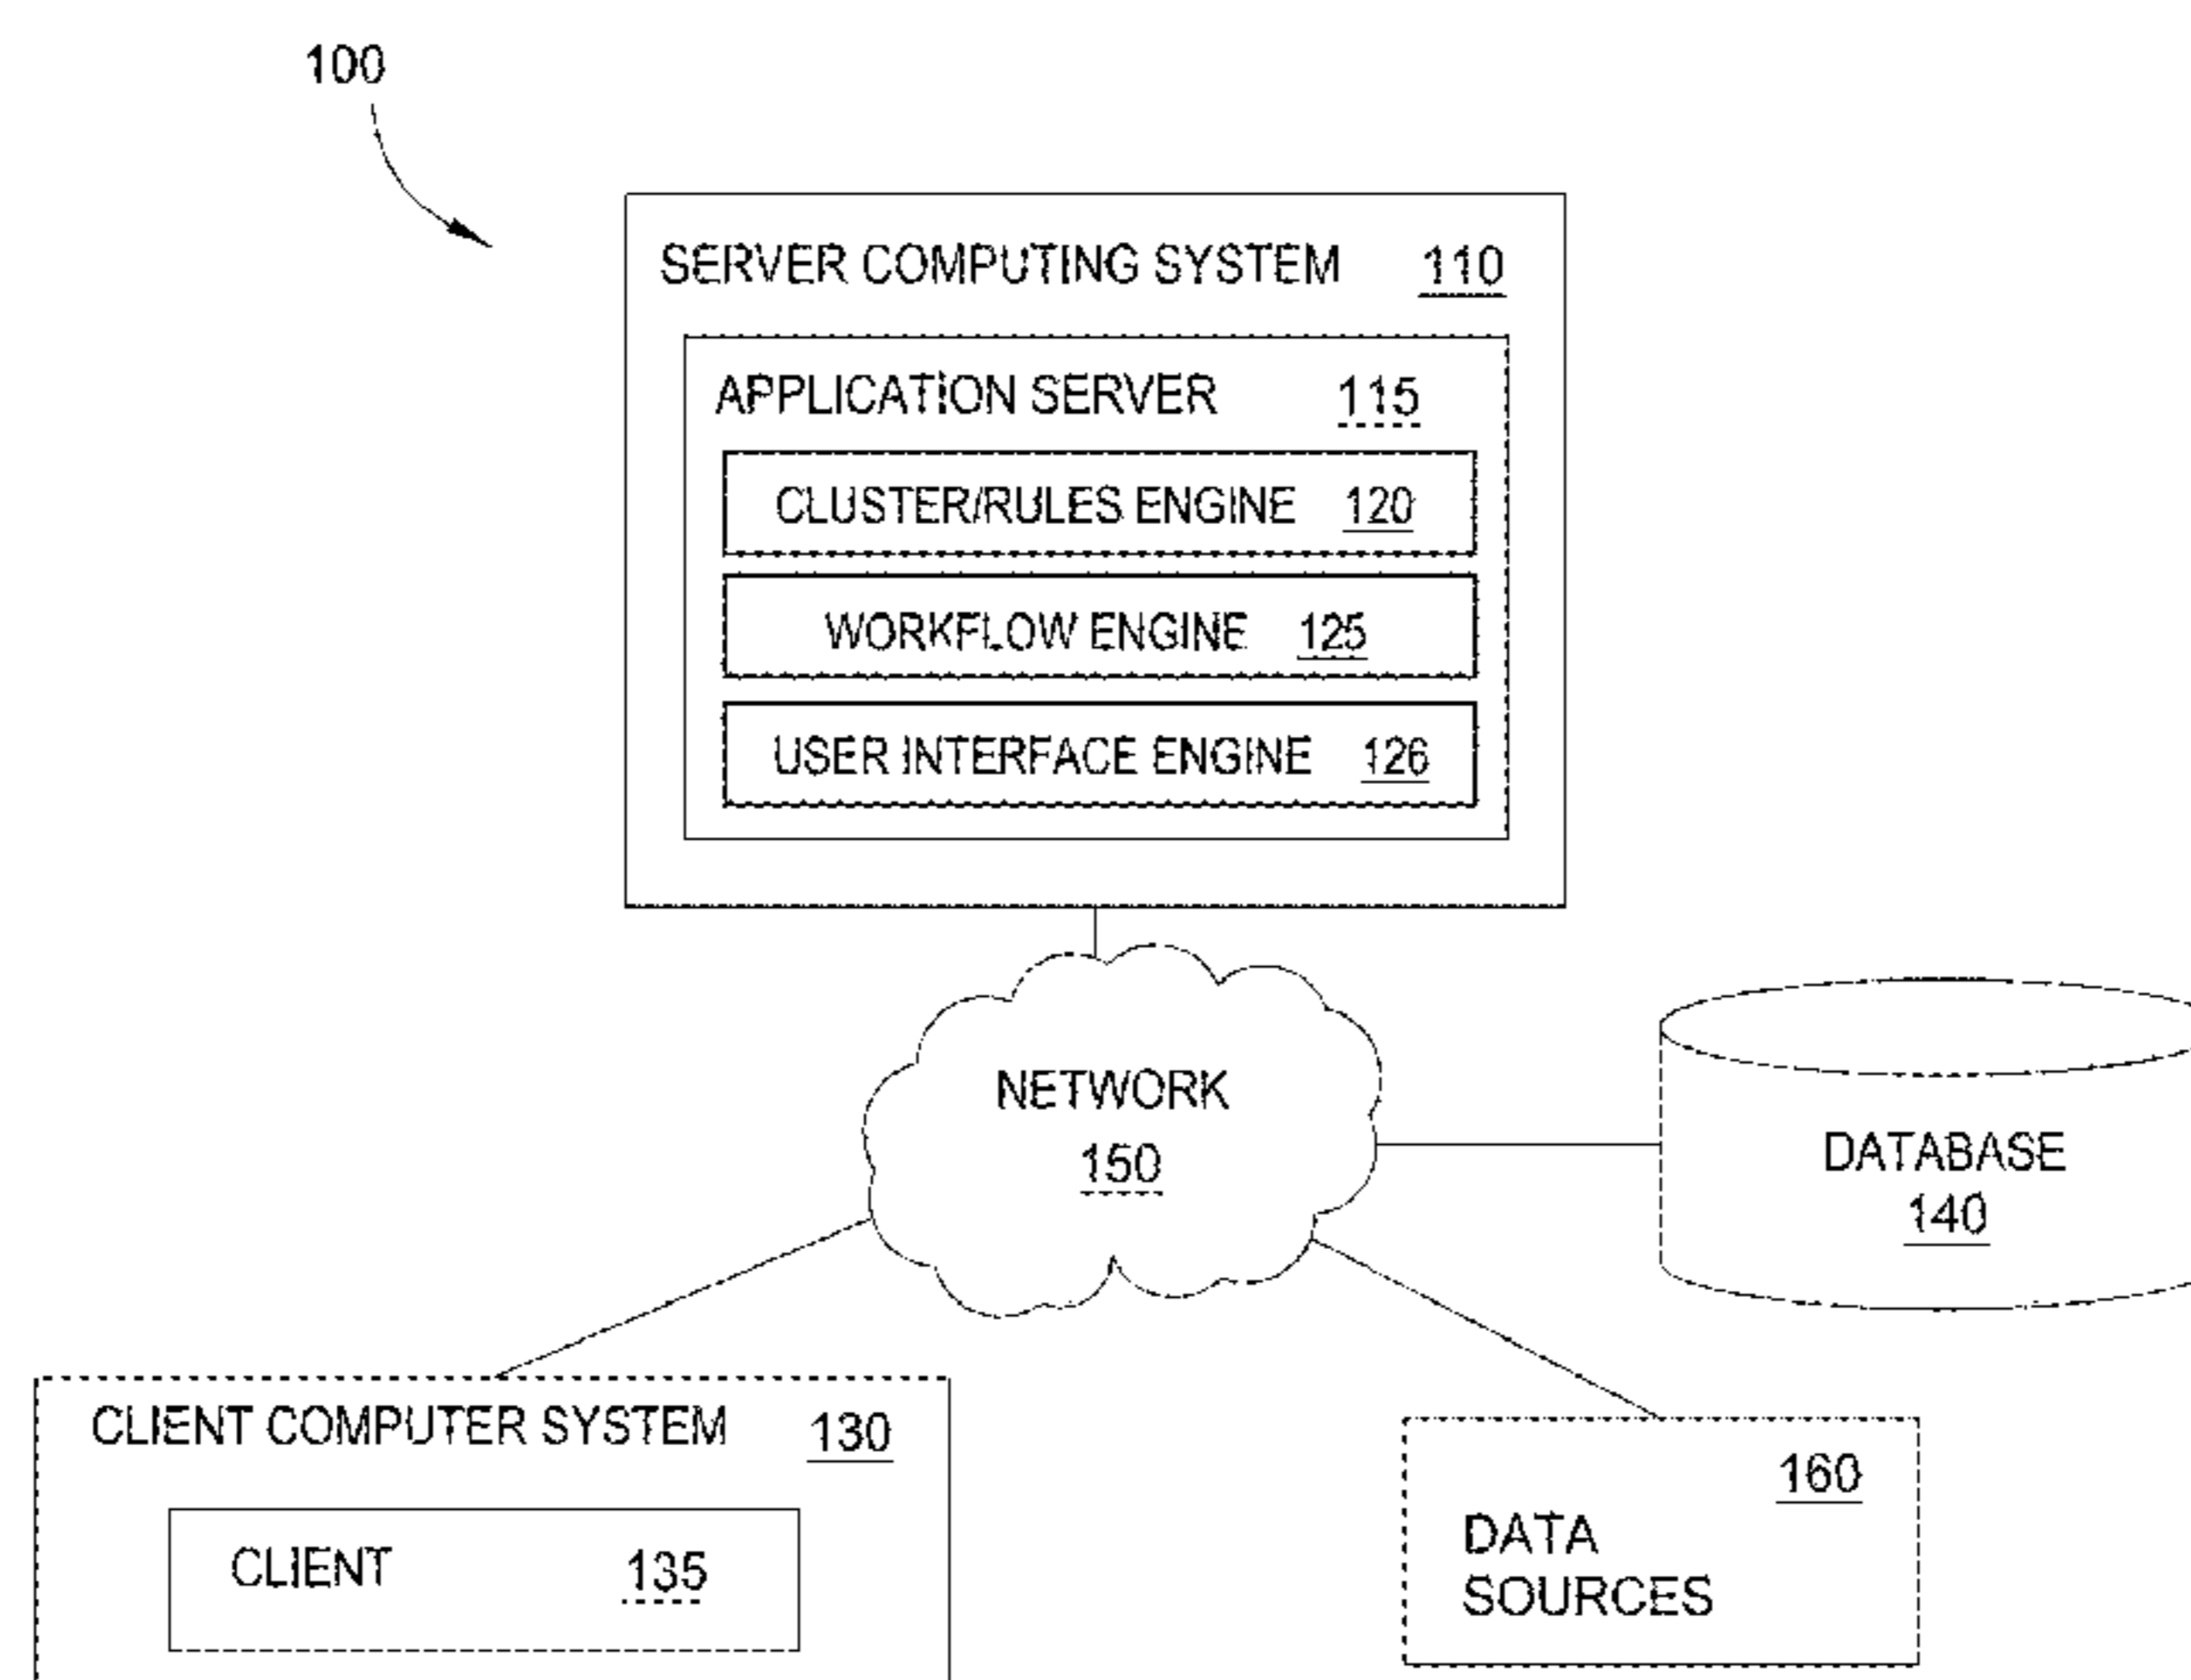 100
SERVER COMPUTING SYSTEM 110
APPLICATION SERVER 115
CLUSTER/RULES ENGINE 120
WORKFLOW ENGINE 125
USER INTERFACE ENGINE 126
NETWORK
150
DATABASE
140
CLIENT COMPUTER SYSTEM 130
CLIENT 135
160
DATA
SOURCES